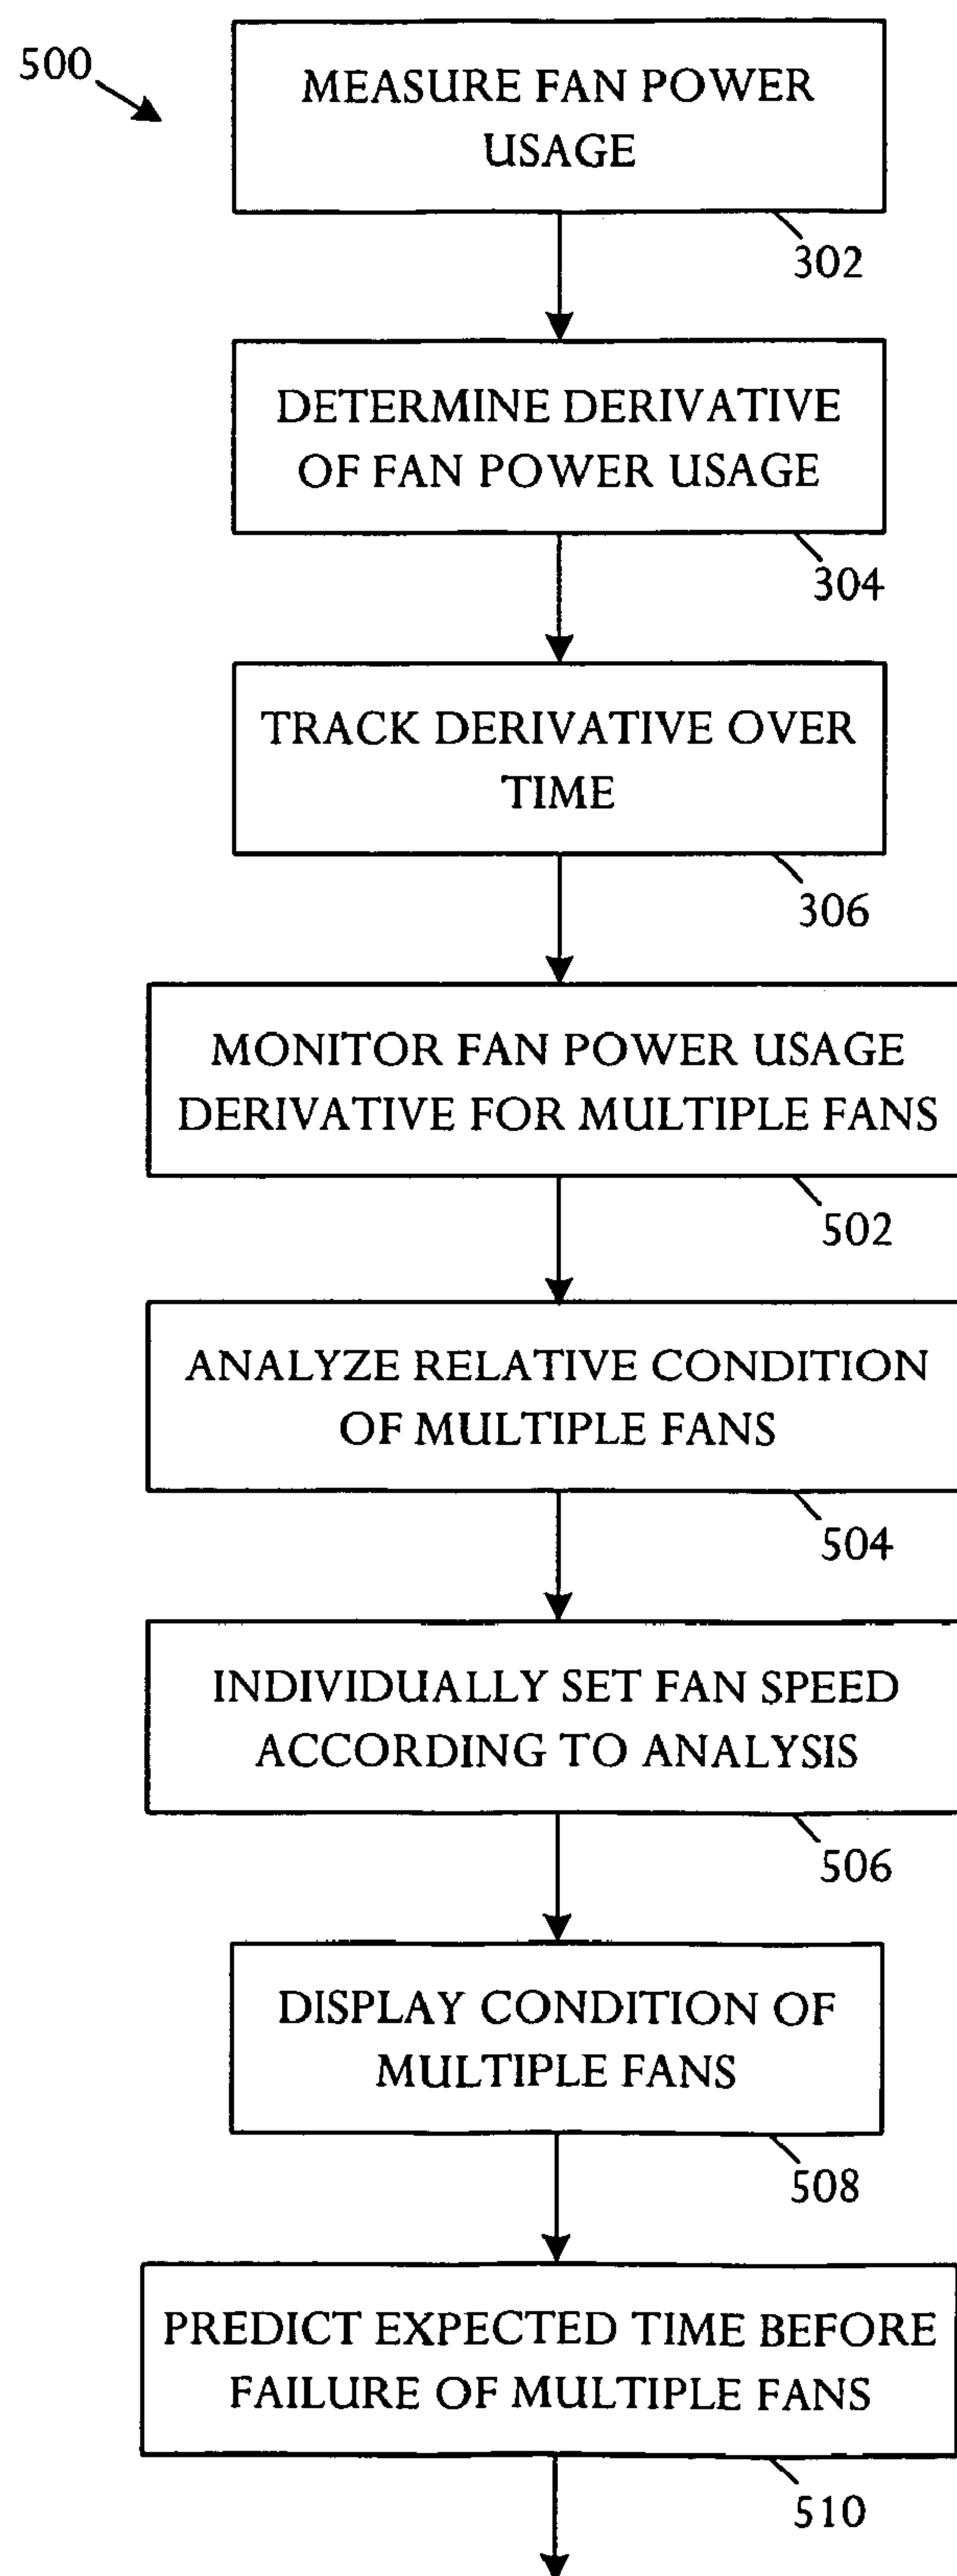 500
MEASURE FAN POWER
USAGE
302
DETERMINE DERIVATIVE
OF FAN POWER USAGE
304
TRACK DERIVATIVE OVER
TIME
306
MONITOR FAN POWER USAGE
DERIVATIVE FOR MULTIPLE FANS
502
ANALYZE RELATIVE CONDITION
OF MULTIPLE FANS
504
INDIVIDUALLY SET FAN SPEED
ACCORDING TO ANALYSIS
506
DISPLAY CONDITION OF
MULTIPLE FANS
508
PREDICT EXPECTED TIME BEFORE
FAILURE OF MULTIPLE FANS
510